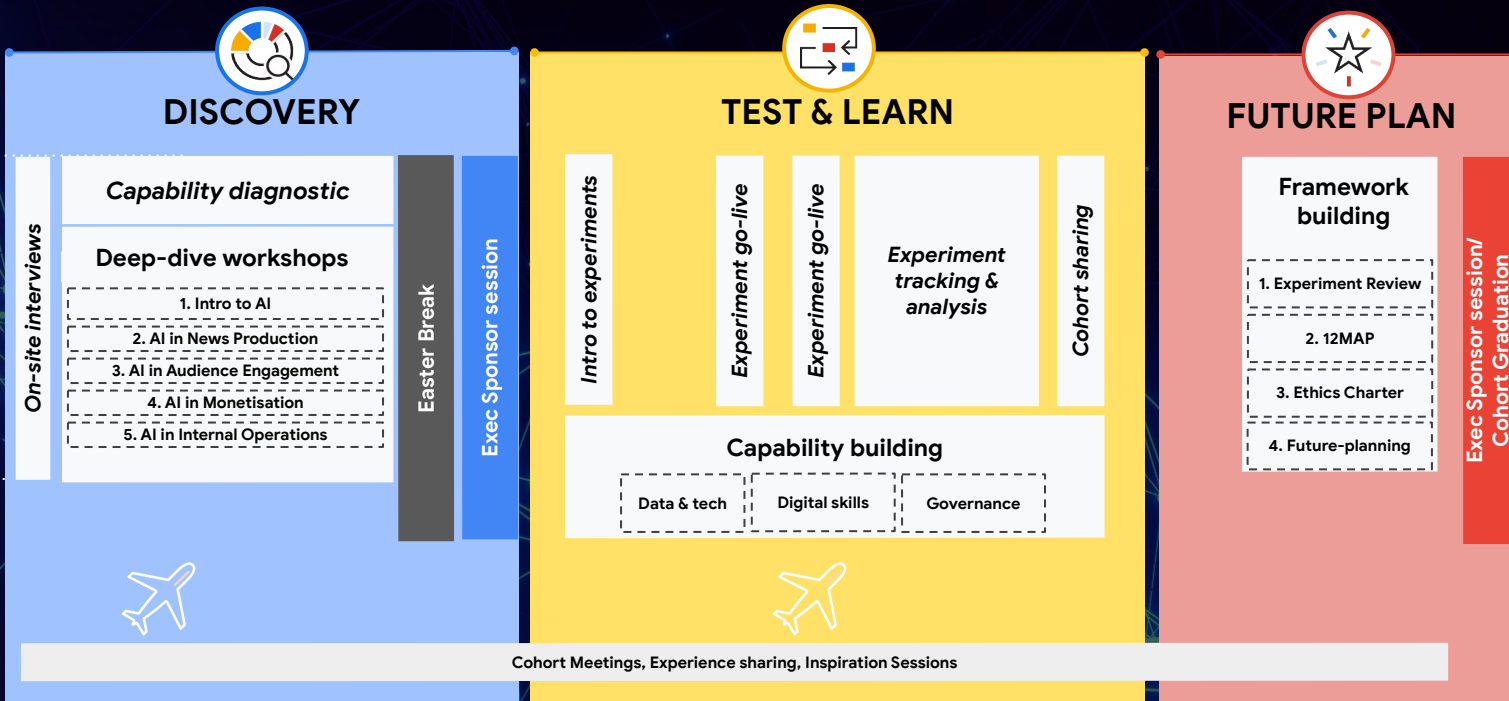 DISCOVERY
On-site interviews
Capability diagnostic
Deep-dive workshops
1. Intro to AI
2. AI in News Production
3. AI in Audience Engagement
4. AI in Monetisation
5. AI in Internal Operations
Easter Break
Exec Sponsor session
TEST & LEARN
Intro to experiments
Experiment go-live
Experiment go-live
Experiment
tracking &
analysis
Cohort sharing
Capability building
Data & tech
Digital skills
Governance
FUTURE PLAN
Framework
building
1. Experiment Review
2. 12MAP
3. Ethics Charter
4. Future-planning
Exec Sponsor session/
Cohort Graduation
Cohort Meetings, Experience sharing, Inspiration Sessions